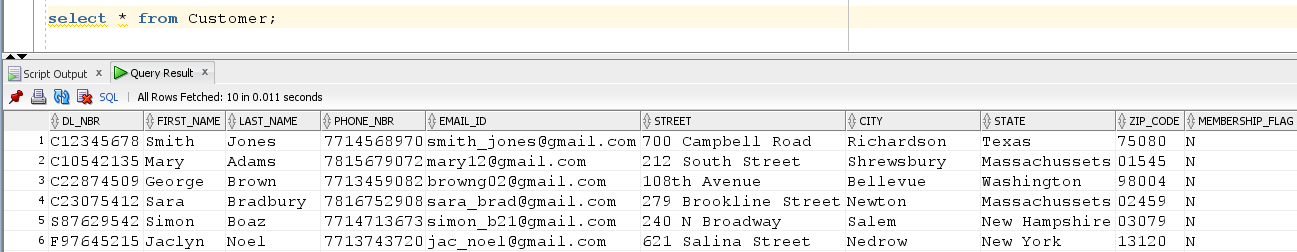 select * from Customer;
Script Output x Query Result x
SQL | All Rows Fetched: 10 in 0.011 seconds
DL_NBR FIRST_NAME LAST_NAME PHONE_NBR EMAIL_ID STREET CITY STATE ZIP_CODE MEMBERSHIP_FLAG
1 C12345678 Smith Jones 7714568970 smith_jones@gmail.com 700 Campbell Road Richardson Texas 75080 N
2 C10542135 Mary Adams 7815679072 mary12@gmail.com 212 South Street Shrewsbury Massachussets 01545 N
3 C22874509 George Brown 7713459082 browng02@gmail.com 108th Avenue Bellevue Washington 98004 N
4 C23075412 Sara Bradbury 7816752908 sara_brad@gmail.com 279 Brookline Street Newton Massachussets 02459 N
5 S87629542 Simon Boaz 7714713673 simon_b21@gmail.com 240 N Broadway Salem New Hampshire 03079 N
6 F97645215 Jaclyn Noel 7713743720 jac_noel@gmail.com 621 Salina Street Nedrow New York 13120 N